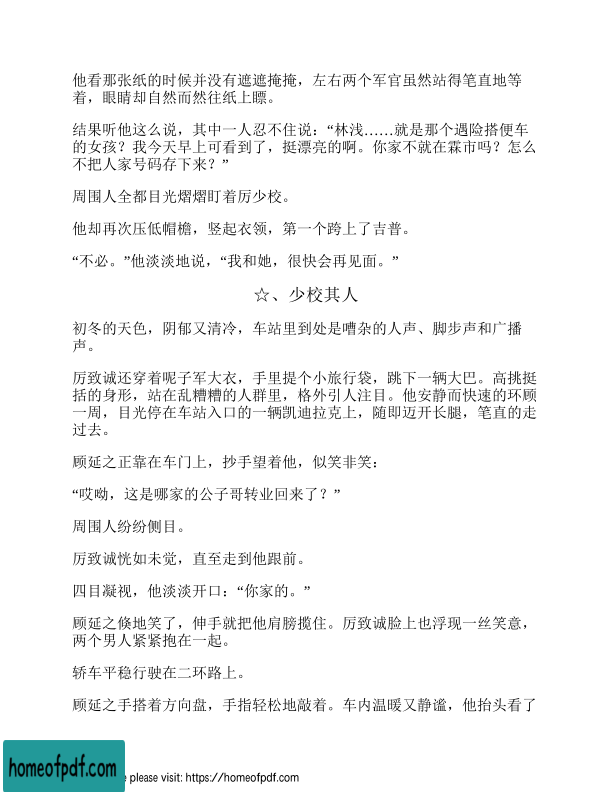 他看那张纸的时候并没有遮遮掩掩，左右两个军官虽然站得笔直地等
着，眼睛却自然而然往纸上瞟。
结果听他这么说，其中一人忍不住说：“林浅……就是那个遇险搭便车
的女孩？我今天早上可看到了，挺漂亮的啊。你家不就在霖市吗？怎么
不把人家号码存下来？”
周围人全都目光熠熠盯着厉少校。
他却再次压低帽檐，竖起衣领，第一个跨上了吉普。
“不必。”他淡淡地说，“我和她，很快会再见面。”
☆、少校其人
初冬的天色，阴郁又清冷，车站里到处是嘈杂的人声、脚步声和广播
声。
厉致诚还穿着呢子军大衣，手里提个小旅行袋，跳下一辆大巴。高挑挺
括的身形，站在乱糟糟的人群里，格外引人注目。他安静而快速的环顾
一周，目光停在车站入口的一辆凯迪拉克上，随即迈开长腿，笔直的走
过去。
顾延之正靠在车门上，抄手望着他，似笑非笑：
“哎呦，这是哪家的公子哥转业回来了？”
周围人纷纷侧目。
厉致诚恍如未觉，直至走到他跟前。
四目凝视，他淡淡开口：“你家的。”
顾延之倏地笑了，伸手就把他肩膀揽住。厉致诚脸上也浮现一丝笑意，
两个男人紧紧抱在一起。
轿车平稳行驶在二环路上。
顾延之手搭着方向盘，手指轻松地敲着。车内温暖又静谧，他抬头看了
homeofpdf.com
e please visit: https://homeofpdf.com